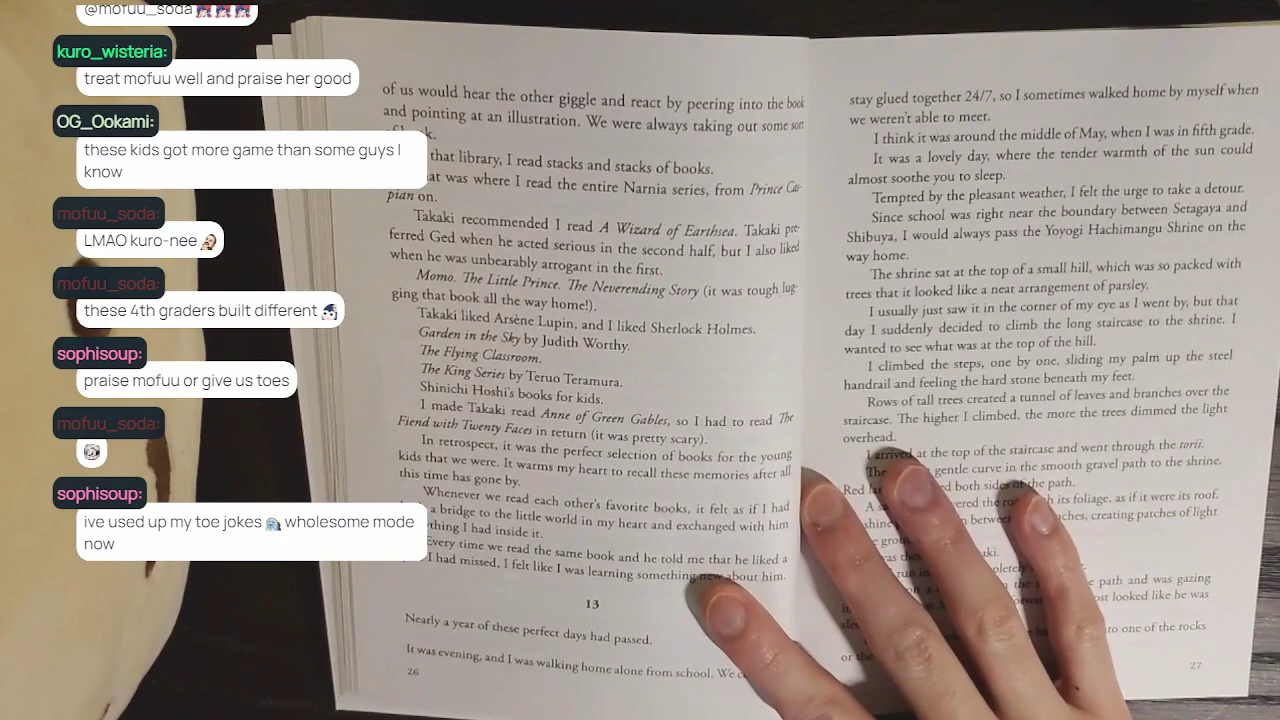 @mofuu_soda
kuro_wisteria:
treat mofuu well and praise her good
OG_Ookami:
these kids got more game than some guys I
know
mofuu_soda:
LMAO kuro-nee
mofuu_soda:
these 4th graders built different
sophisoup:
praise mofuu or give us toes
mofuu_soda:
sophisoup:
ive used up my toe jokes wholesome mode
now
of us would hear the other giggle and react by peering into the book
and pointing at an illustration. We were always taking out some sort
that library, I read stacks and stacks of books.
was where I read the entire Narnia series, from Prince Cas-
pian on.
Takaki recommended I read A Wizard of Earthsea. Takaki pre-
ferred Ged when he acted serious in the second half, but I also liked
when he was unbearably arrogant in the first.
Momo. The Little Prince. The Neverending Story (it was tough lug-
ging that book all the way home!).
Takaki liked Arsène Lupin, and I liked Sherlock Holmes.
Garden in the Sky by Judith Worthy.
The Flying Classroom.
The King Series by Teruo Teramura.
Shinichi Hoshi's books for kids.
I made Takaki read Anne of Green Gables, so I had to read The
Fiend with Twenty Faces in return (it was pretty scary).
In retrospect, it was the perfect selection of books for the young
kids that we were. It warms my heart to recall these memories after all
this time has gone by.
Whenever we read each other's favorite books, it felt as if I had
a bridge to the little world in my heart and exchanged with him
thing I had inside it.
Every time we read the same book and he told me that he liked a
I had missed, I felt like I was learning something new about him.
13
Nearly a year of these perfect days had passed.
It was evening, and I was walking home alone from school. We
26
stay glued together 24/7, so I sometimes walked home by myself when
we weren't able to meet.
I think it was around the middle of May, when I was in fifth grade.
It was a lovely day, where the tender warmth of the sun could
almost soothe you to sleep.
Tempted by the pleasant weather, I felt the urge to take a detour.
Since school was right near the boundary between Setagaya and
Shibuya, I would always pass the Yoyogi Hachimangu Shrine on the
way home.
The shrine sat at the top of a small hill, which was so packed with
trees that it looked like a neat arrangement of parsley.
I usually just saw it in the corner of my eye as I went by, but that
day I suddenly decided to climb the long staircase to the shrine. I
wanted to see what was at the top of the hill.
I climbed the steps, one by one, sliding my palm up the steel
handrail and feeling the hard stone beneath my feet.
Rows of tall trees created a tunnel of leaves and branches over the
staircase. The higher I climbed, the more the trees dimmed the light
overhead.
I arrived at the top of the staircase and went through the torii.
gentle curve in the smooth gravel path to the shrine.
Red both sides of the path.
its foliage, as if it were its roof.
creating patches of light
path and was gazing
looked like he was
one of the rocks
or the
27